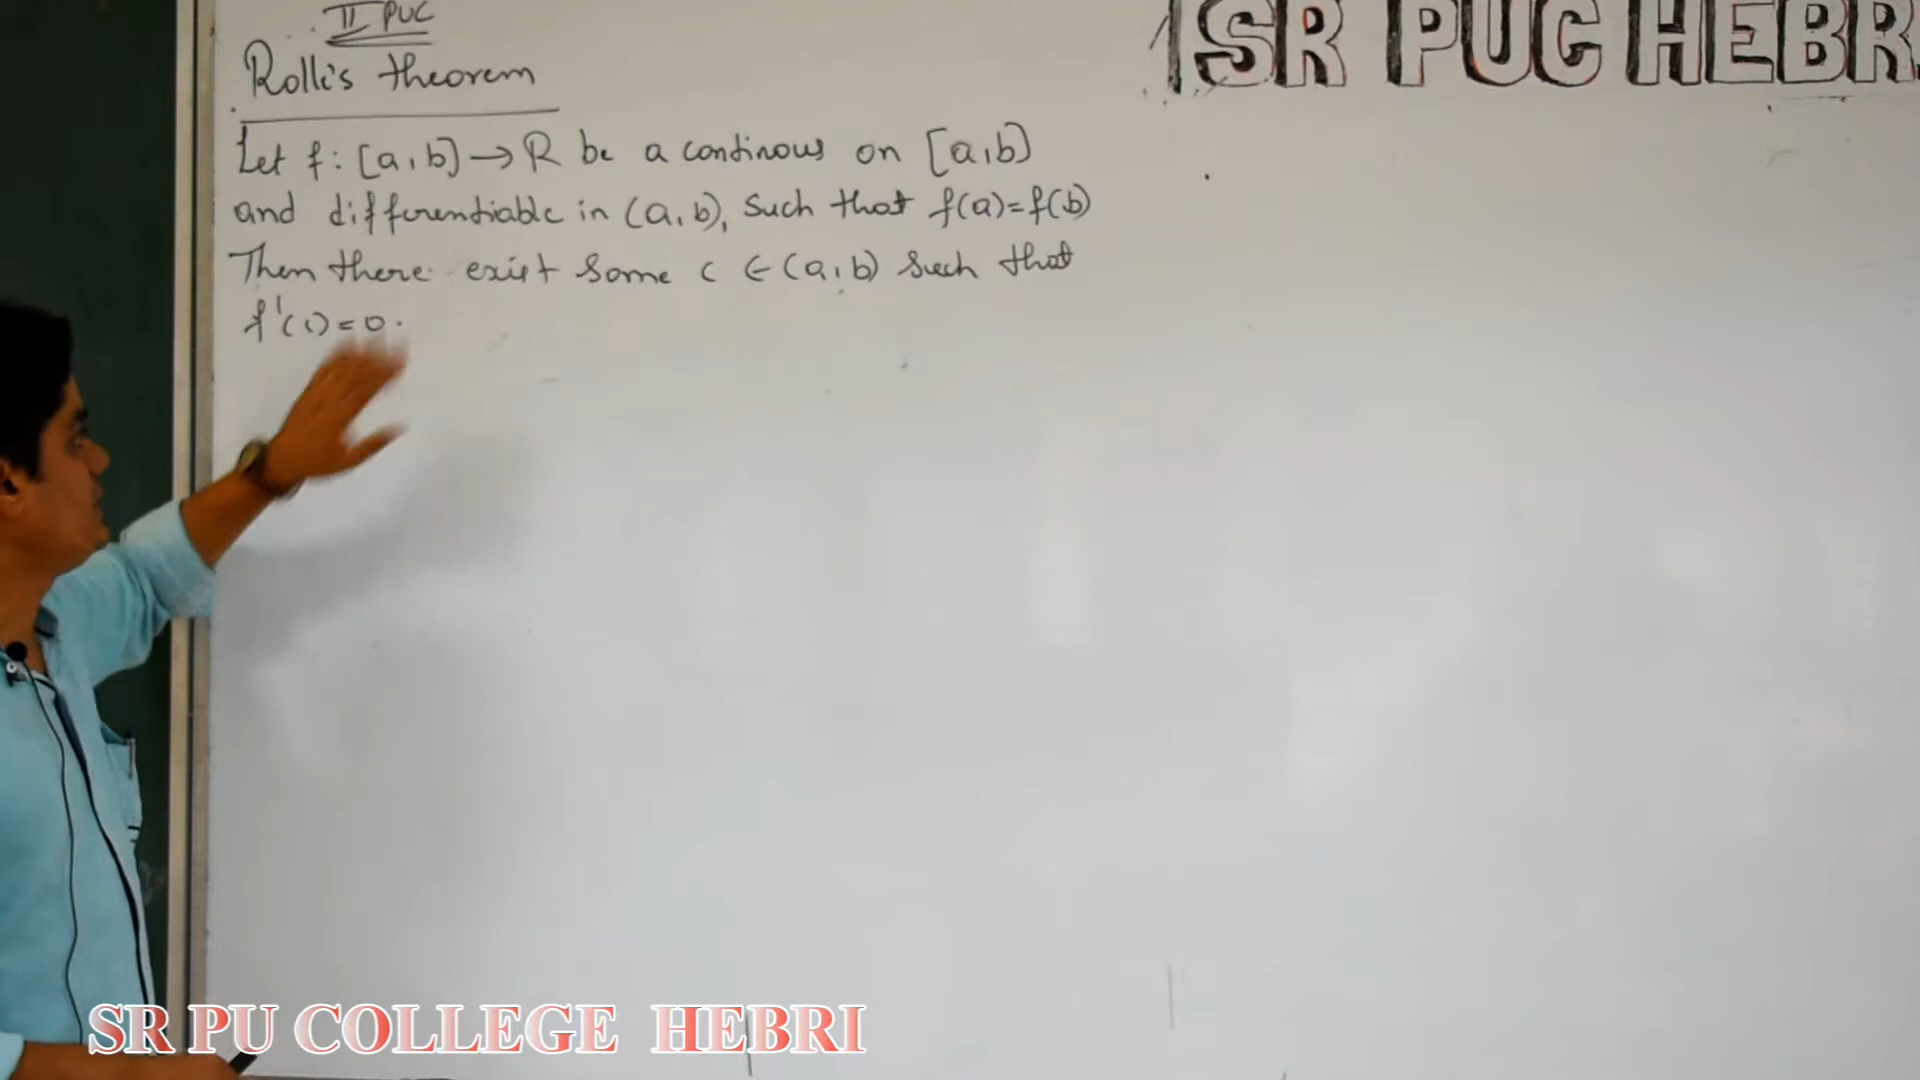 II PUC
SR PUC HEBR
Rolle's theorem
Let f : [a, b] → R be a continous on [a, b]
and differentiable in (a, b), such that f(a)=f(b)
Then there exist some c ∈ (a, b) such that
f'(c) = 0.
SR PU COLLEGE HEBRI